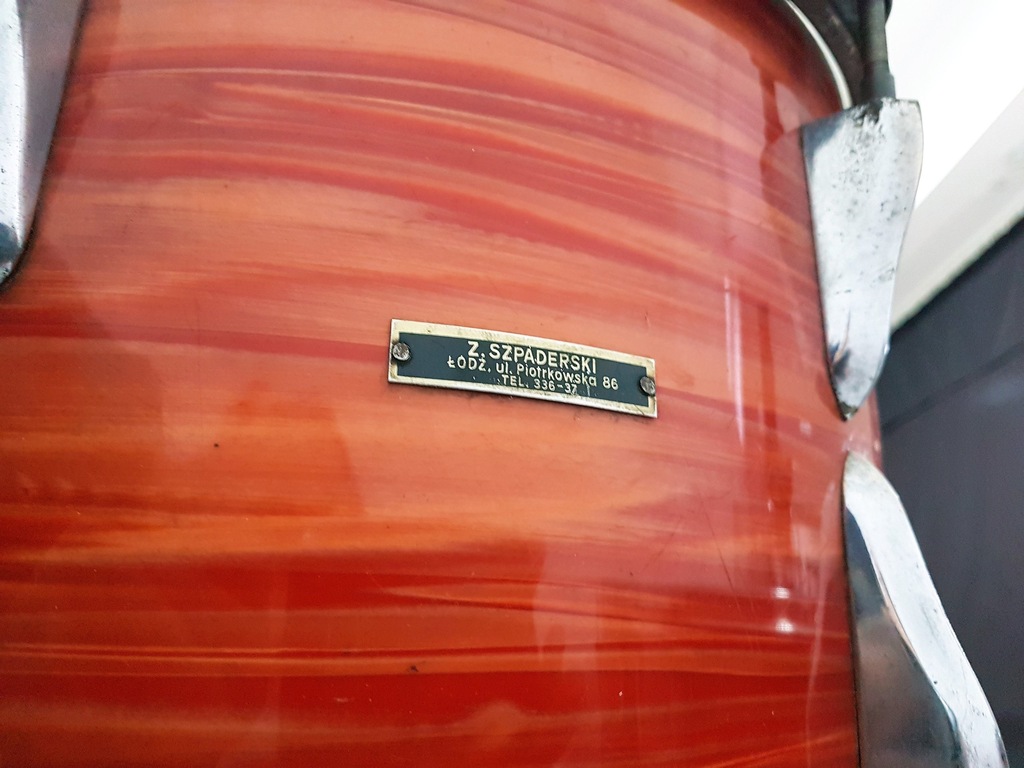 Z. SZPADERSKI
ŁÓDŹ, ul. Piotrkowska 86
TEL. 336-37